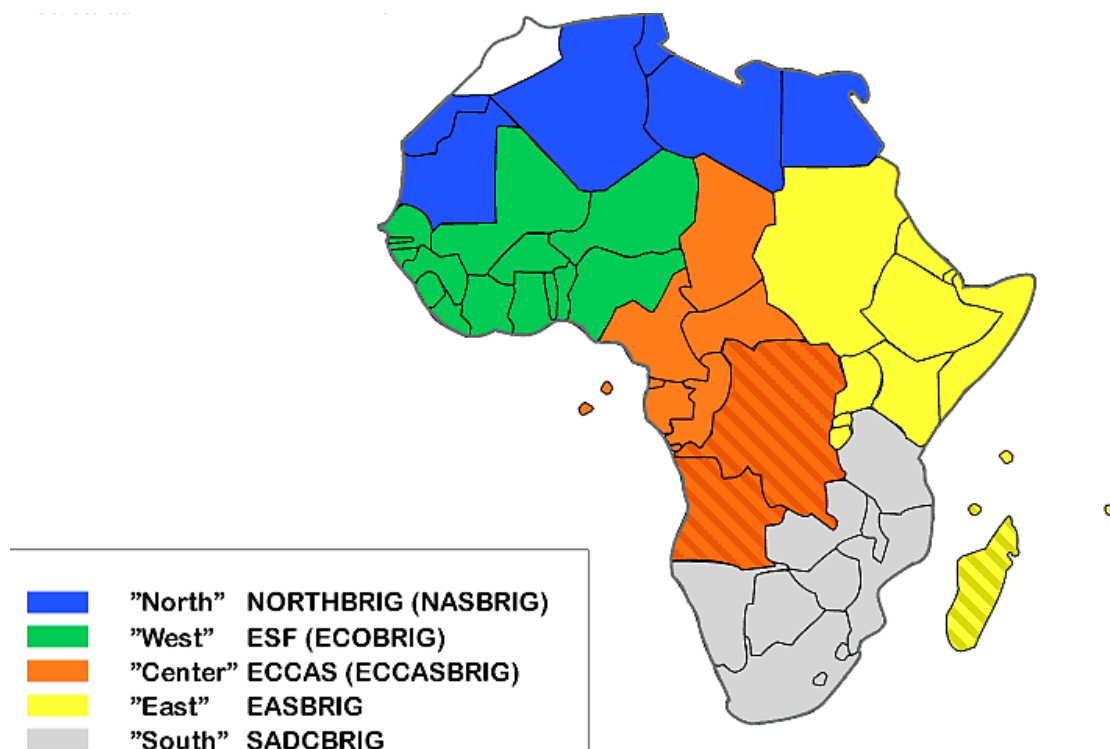 ”North” NORTHBRIG (NASBRIG)
”West” ESF (ECOBRIG)
”Center” ECCAS (ECCASBRIG)
”East” EASBRIG
”South” SADCBRIG